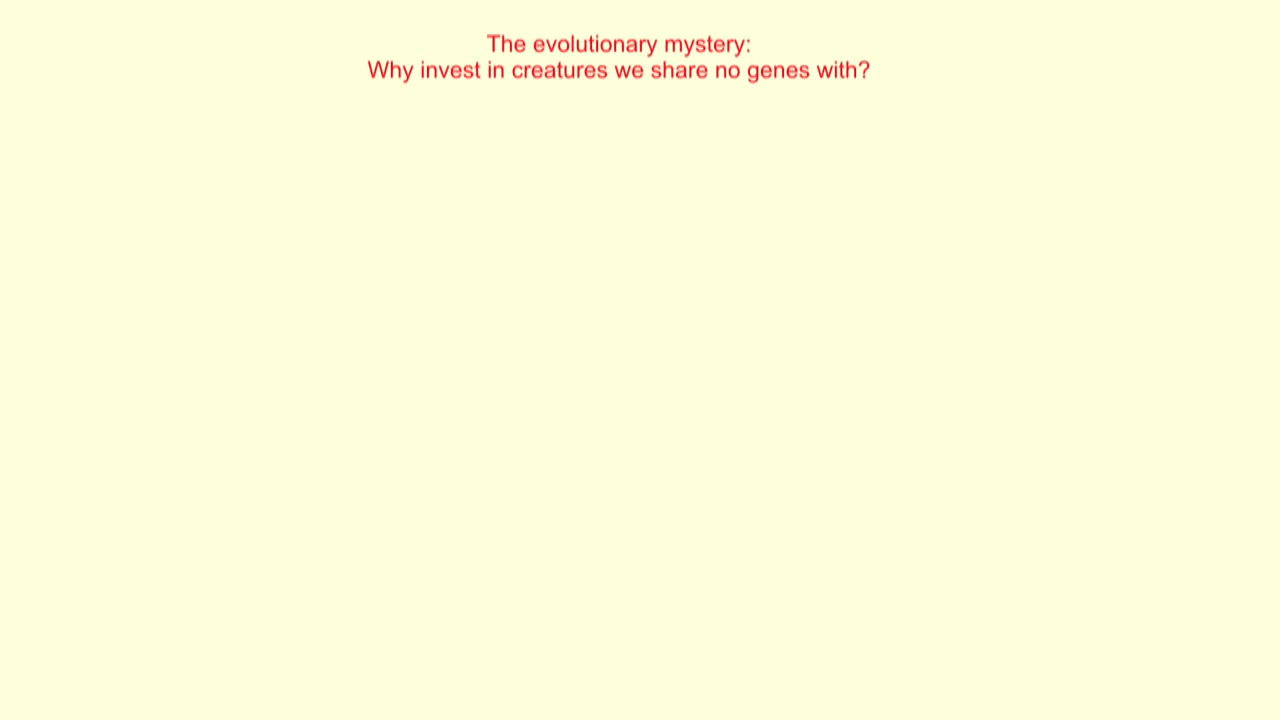 The evolutionary mystery:
Why invest in creatures we share no genes with?